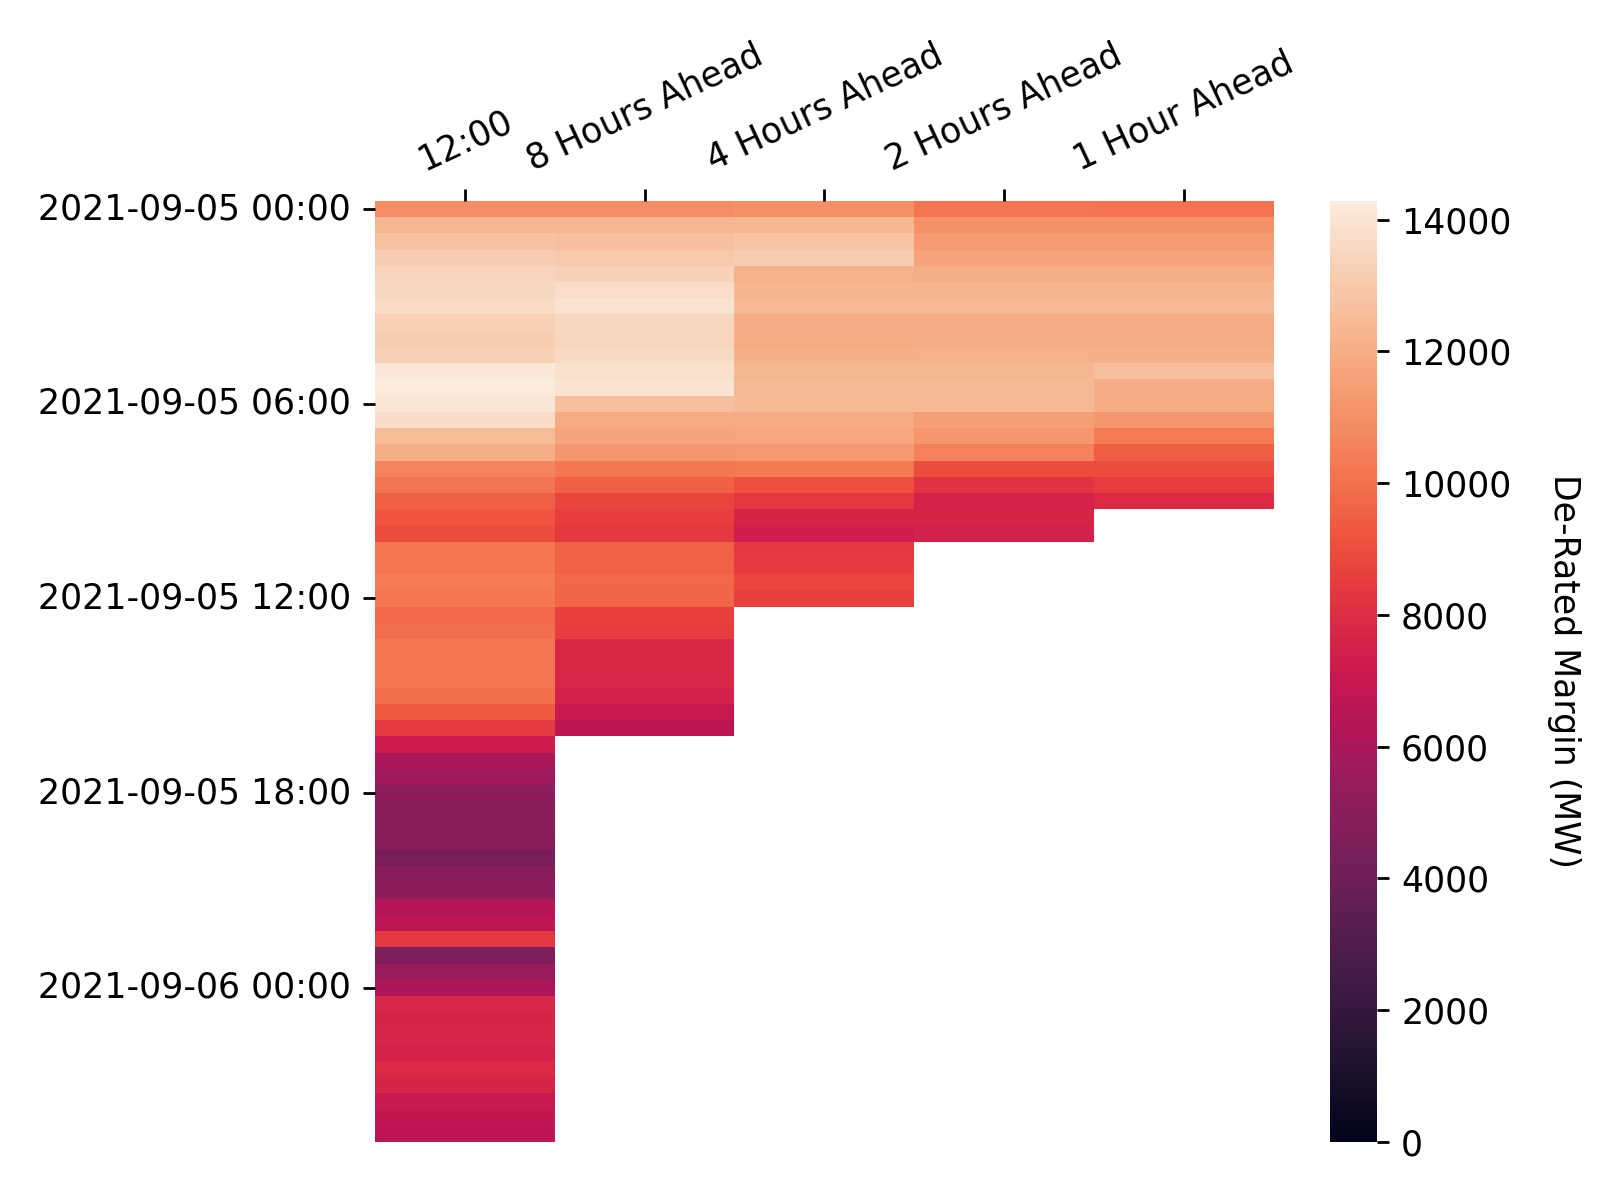 12:00
8 Hours Ahead
4 Hours Ahead
2 Hours Ahead
1 Hour Ahead
2021-09-05 00:00
2021-09-05 06:00
2021-09-05 12:00
2021-09-05 18:00
2021-09-06 00:00
14000
12000
10000
8000
6000
4000
2000
0
De-Rated Margin (MW)